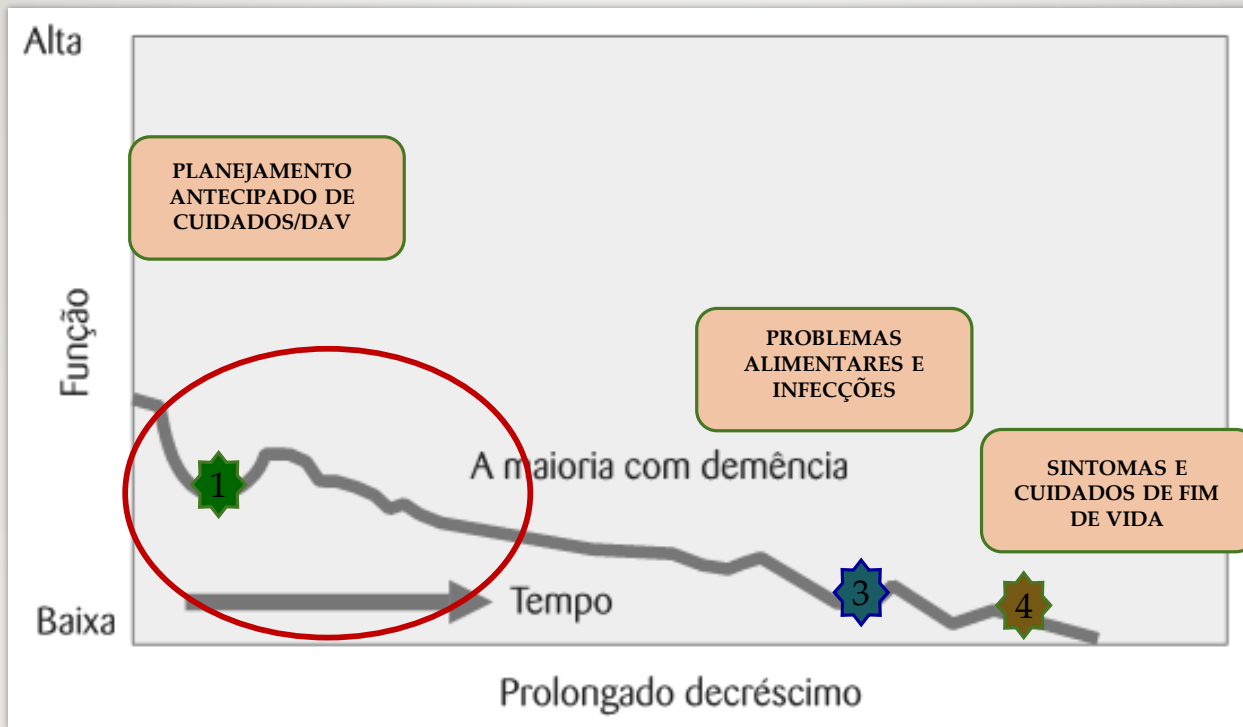 Alta
PLANEJAMENTO
ANTECIPADO DE
CUIDADOS/DAV
Função
PROBLEMAS
ALIMENTARES E
INFECÇÕES
A maioria com demência
SINTOMAS E
CUIDADOS DE FIM
DE VIDA
1
3
4
Tempo
Baixa
Prolongado decréscimo